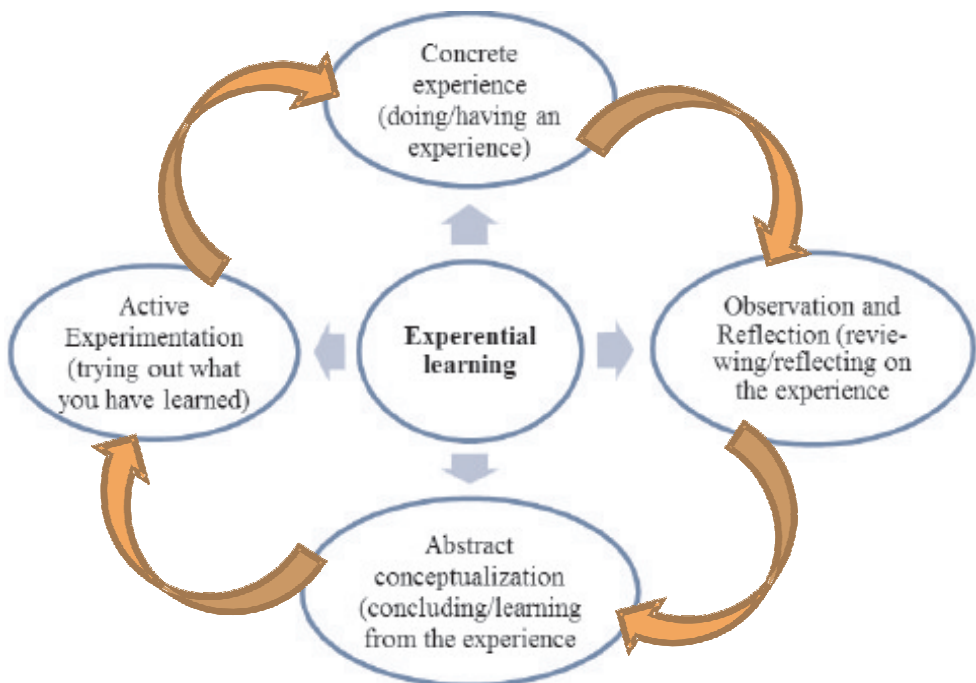 Concrete
experience
(doing/having an
experience)
Active
Experimentation
(trying out what
you have learned)
Experential
learning
Observation and
Reflection (revie-
wing/reflecting on
the experience
Abstract
conceptualization
(concluding/learning
from the experience